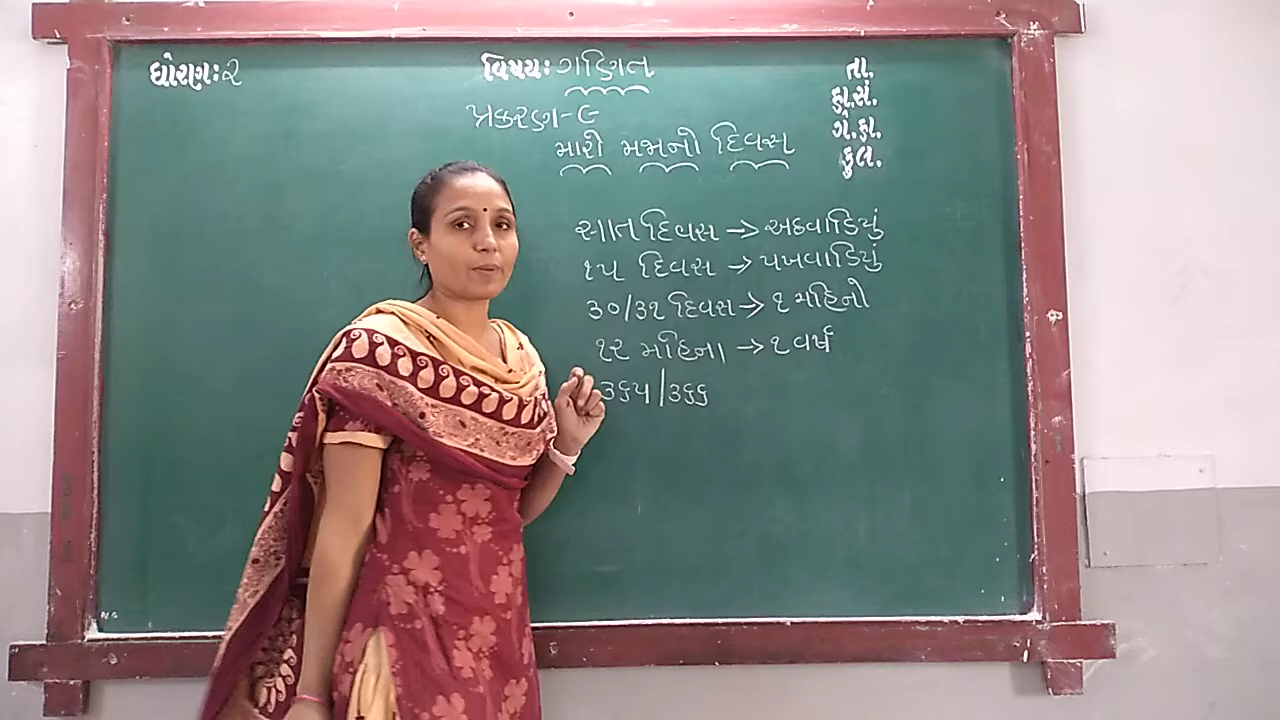 ધોરણ:૨
વિષય: ગણિત
તા.
હા.સં.
ગે.હા.
કુલ.
પ્રકરણ-૯
મારો મજાનો દિવસ
સાત દિવસ → અઠવાડિયું
૧૫ દિવસ → પખવાડિયું
૩૦/૩૧ દિવસ → ૧ મહિનો
૧૨ મહિના → ૧ વર્ષ
૩૬૫/૩૬૬